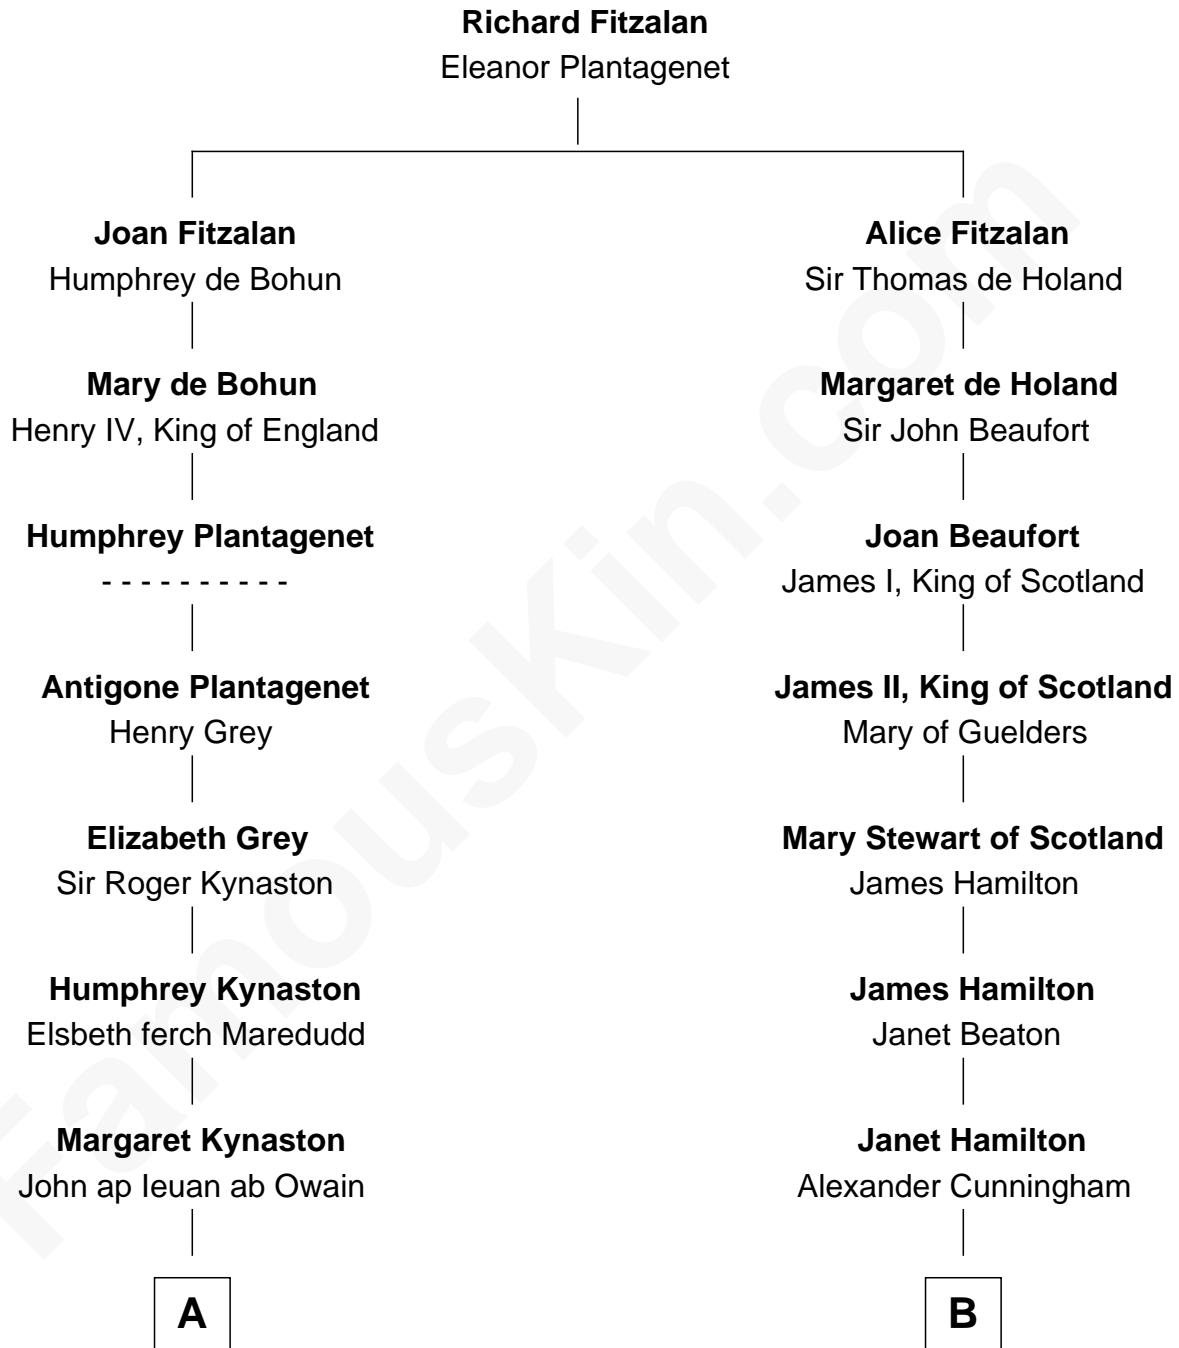 Richard Fitzalan
Eleanor Plantagenet
Joan Fitzalan
Humphrey de Bohun
Alice Fitzalan
Sir Thomas de Holand
Mary de Bohun
Henry IV, King of England
Margaret de Holand
Sir John Beaufort
Humphrey Plantagenet
- - - - - - - - - -
Joan Beaufort
James I, King of Scotland
Antigone Plantagenet
Henry Grey
James II, King of Scotland
Mary of Guelders
Elizabeth Grey
Sir Roger Kynaston
Mary Stewart of Scotland
James Hamilton
Humphrey Kynaston
Elsbeth ferch Maredudd
James Hamilton
Janet Beaton
Margaret Kynaston
John ap Ieuan ab Owain
Janet Hamilton
Alexander Cunningham
A
B
FamousKin.com